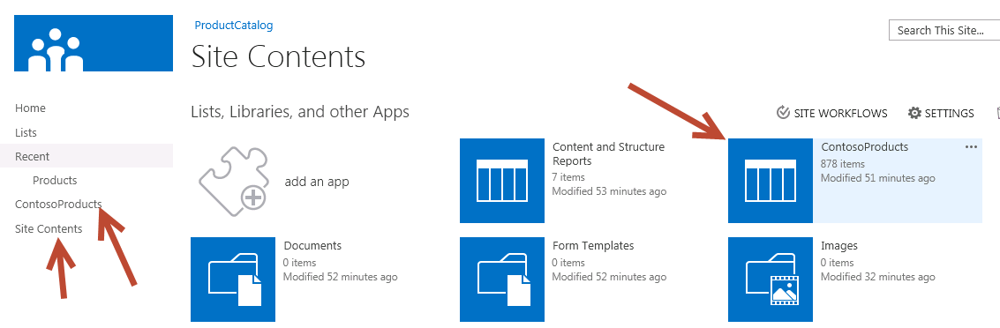 ProductCatalog
Search This Site...
Site Contents
Home
Lists
Recent
Products
ContosoProducts
Site Contents
Lists, Libraries, and other Apps
SITE WORKFLOWS
SETTINGS
add an app
Content and Structure
Reports
7 items
Modified 53 minutes ago
ContosoProducts
878 items
Modified 51 minutes ago
Documents
0 items
Modified 52 minutes ago
Form Templates
0 items
Modified 52 minutes ago
Images
0 items
Modified 32 minutes ago